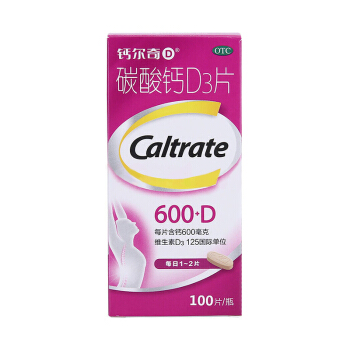 钙尔奇D
OTC
碳酸钙D3片
Caltrate
600+D
每片含钙600毫克
维生素D3 125国际单位
每日1~2片
100片/瓶